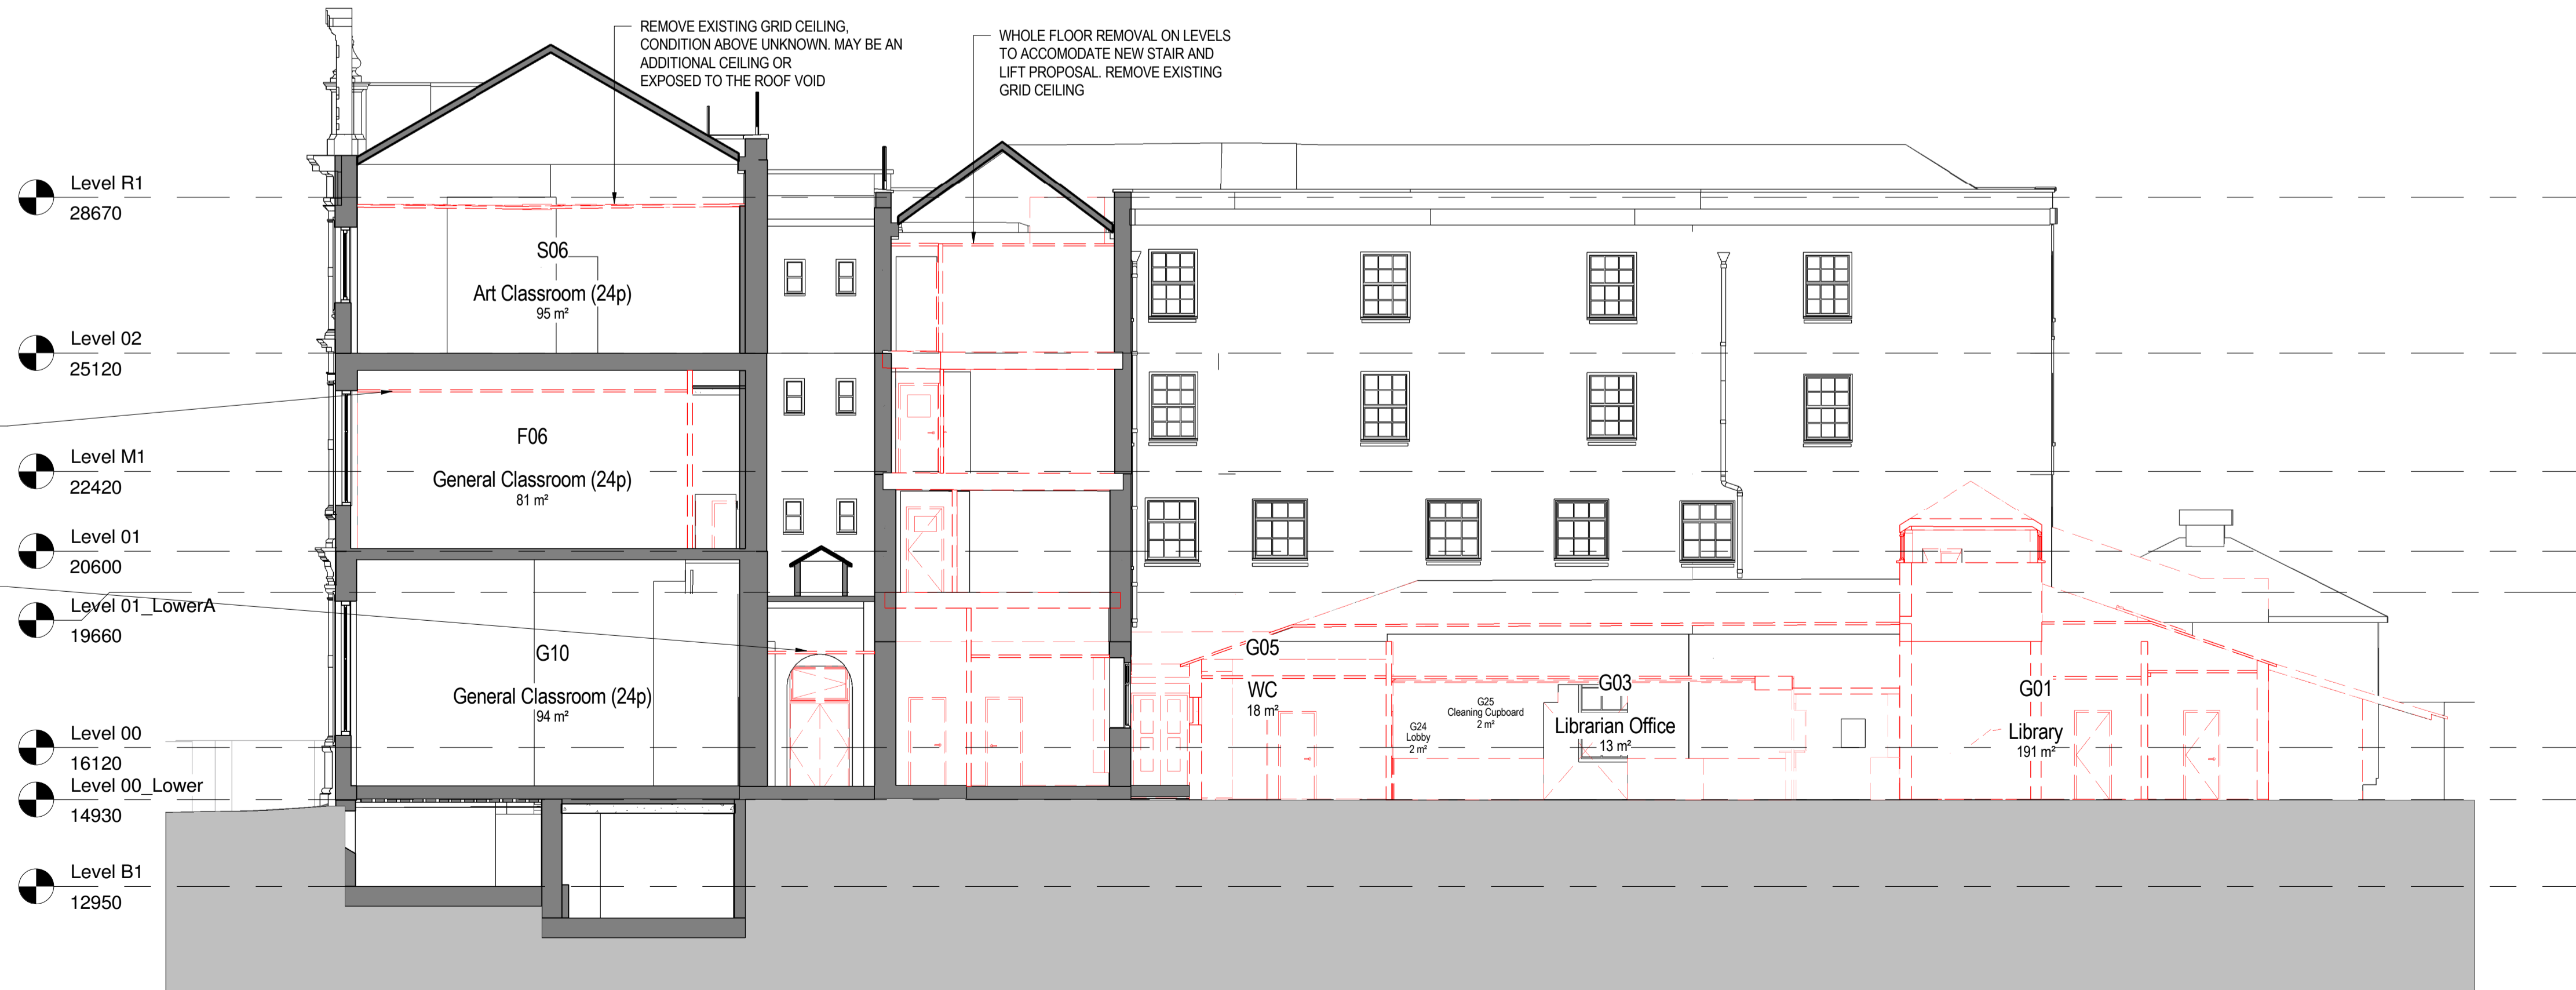 REMOVE EXISTING GRID CEILING,
CONDITION ABOVE UNKNOWN. MAY BE AN
ADDITIONAL CEILING OR
EXPOSED TO THE ROOF VOID
WHOLE FLOOR REMOVAL ON LEVELS
TO ACCOMODATE NEW STAIR AND
LIFT PROPOSAL. REMOVE EXISTING
GRID CEILING
Level R1
28670
S06
Art Classroom (24p)
95 m²
Level 02
25120
F06
General Classroom (24p)
81 m²
Level M1
22420
Level 01
20600
Level 01_LowerA
19660
G10
General Classroom (24p)
94 m²
G05
WC
18 m²
G24
Lobby
2 m²
G25
Cleaning Cupboard
2 m²
G03
Librarian Office
13 m²
G01
Library
191 m²
Level 00
16120
Level 00_Lower
14930
Level B1
12950